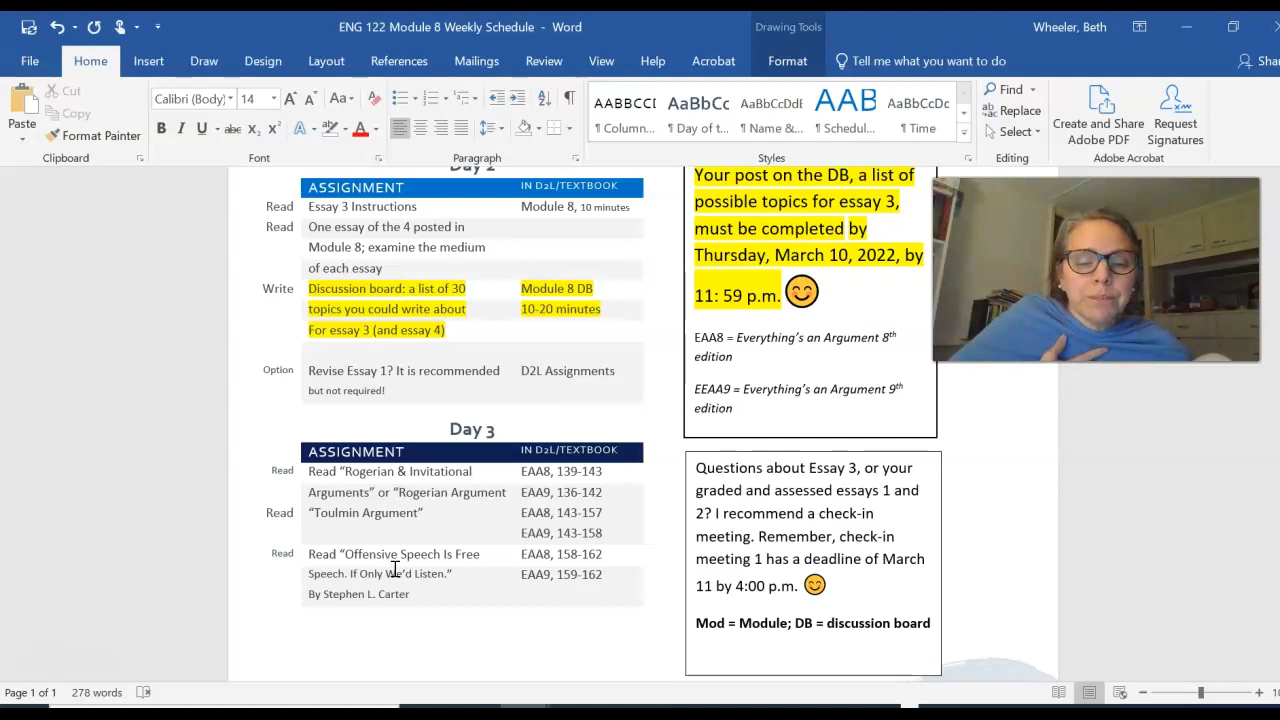 ENG 122 Module 8 Weekly Schedule - Word
Drawing Tools
Wheeler, Beth
File Home Insert Draw Design Layout References Mailings Review View Help Acrobat Format Tell me what you want to do Shar
Paste Cut Copy Format Painter
Calibri (Body) 14
AABBCCI AaBbCc AaBbCcDdE AAB AaBbCcDc
¶ Column... ¶ Day of t... ¶ Name &... ¶ Schedul... ¶ Time
Find Replace Select
Create and Share Adobe PDF
Request Signatures
Clipboard Font Paragraph Styles Editing Adobe Acrobat
Day 2
ASSIGNMENT IN D2L/TEXTBOOK
Read Essay 3 Instructions Module 8, 10 minutes
Read One essay of the 4 posted in
Module 8; examine the medium
of each essay
Write Discussion board: a list of 30 Module 8 DB
topics you could write about 10-20 minutes
For essay 3 (and essay 4)
Option Revise Essay 1? It is recommended D2L Assignments
but not required!
Day 3
ASSIGNMENT IN D2L/TEXTBOOK
Read Read “Rogerian & Invitational EAA8, 139-143
Arguments” or “Rogerian Argument EAA9, 136-142
Read “Toulmin Argument” EAA8, 143-157
EAA9, 143-158
Read Read “Offensive Speech Is Free EAA8, 158-162
Speech. If Only We’d Listen.” EAA9, 159-162
By Stephen L. Carter
Your post on the DB, a list of
possible topics for essay 3,
must be completed by
Thursday, March 10, 2022, by
11: 59 p.m. 😊
EAA8 = Everything’s an Argument 8th
edition
EEAA9 = Everything’s an Argument 9th
edition
Questions about Essay 3, or your
graded and assessed essays 1 and
2? I recommend a check-in
meeting. Remember, check-in
meeting 1 has a deadline of March
11 by 4:00 p.m. 😊
Mod = Module; DB = discussion board
Page 1 of 1 278 words
10